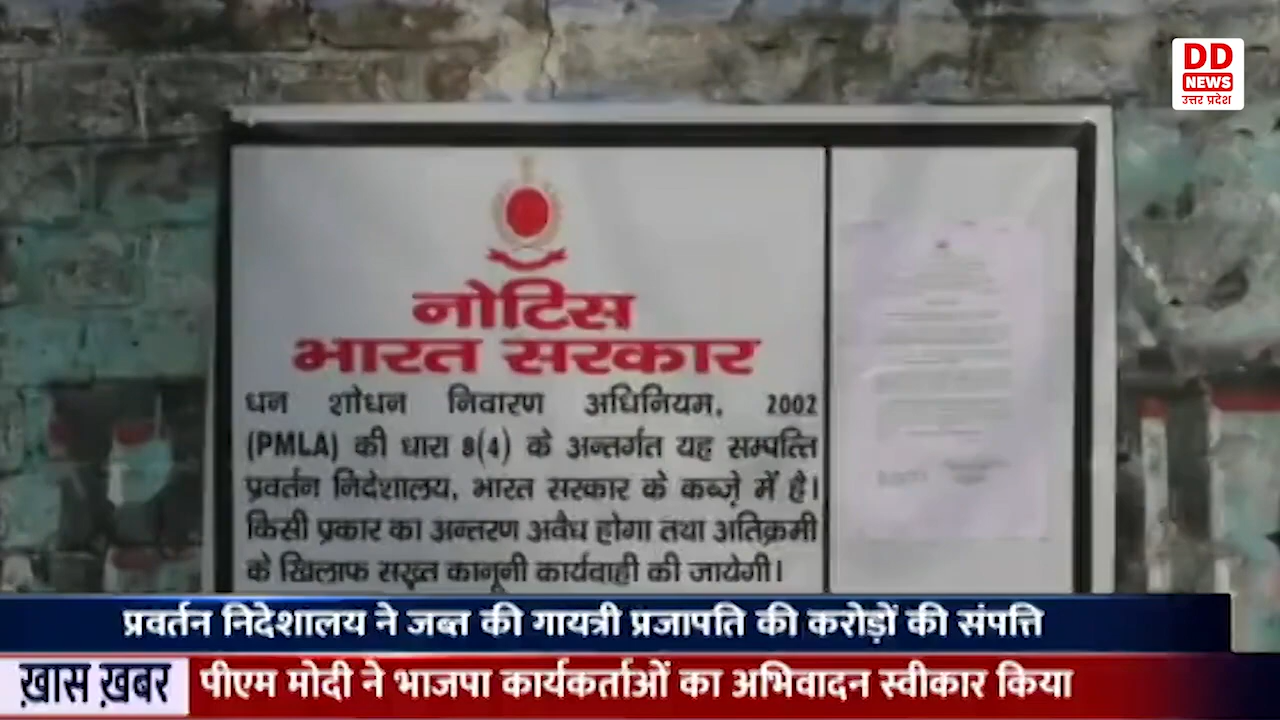 DD
NEWS
उत्तर प्रदेश
नोटिस
भारत सरकार
धन शोधन निवारण अधिनियम, 2002
(PMLA) की धारा 8(4) के अन्तर्गत यह सम्पत्ति
प्रवर्तन निदेशालय, भारत सरकार के कब्ज़े में है।
किसी प्रकार का अन्तरण अवैध होगा तथा अतिक्रमी
के खिलाफ सख़्त कानूनी कार्यवाही की जायेगी।
प्रवर्तन निदेशालय ने जब्त की गायत्री प्रजापति की करोड़ों की संपत्ति
ख़ास ख़बर
पीएम मोदी ने भाजपा कार्यकर्ताओं का अभिवादन स्वीकार किया